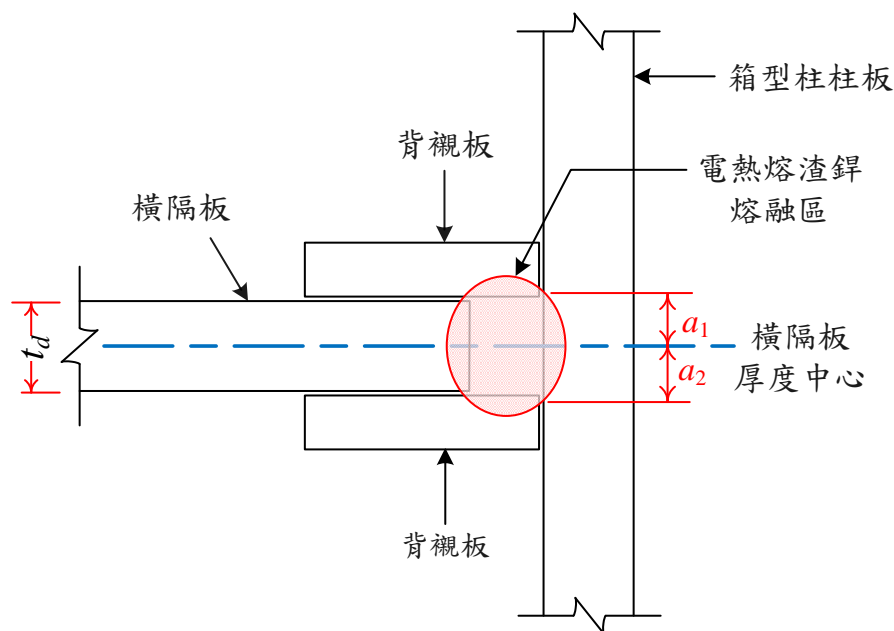 箱型柱柱板
背襯板
電熱熔渣銲
熔融區
橫隔板
t_d
a_1
a_2
橫隔板
厚度中心
背襯板